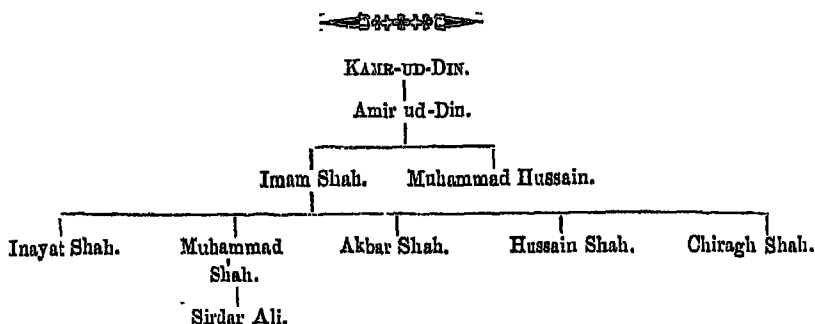 KAMR-UD-DIN.
Amir ud-Din.
Imam Shah. Muhammad Hussain.
Inayat Shah. Muhammad Shah. Akbar Shah. Hussain Shah. Chiragh Shah.
Sirdar Ali.